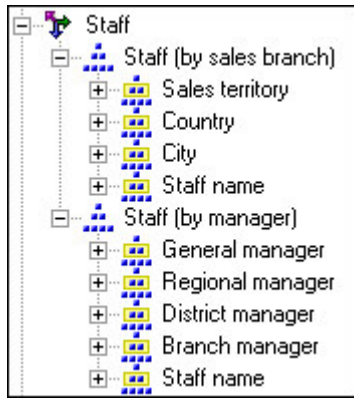 Staff
Staff (by sales branch)
Sales territory
Country
City
Staff name
Staff (by manager)
General manager
Regional manager
District manager
Branch manager
Staff name